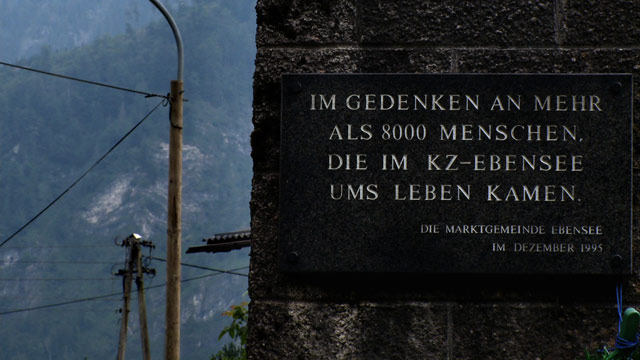 IM GEDENKEN AN MEHR
ALS 8000 MENSCHEN,
DIE IM KZ-EBENSEE
UMS LEBEN KAMEN.
DIE MARKTGEMEINDE EBENSEE
IM DEZEMBER 1995